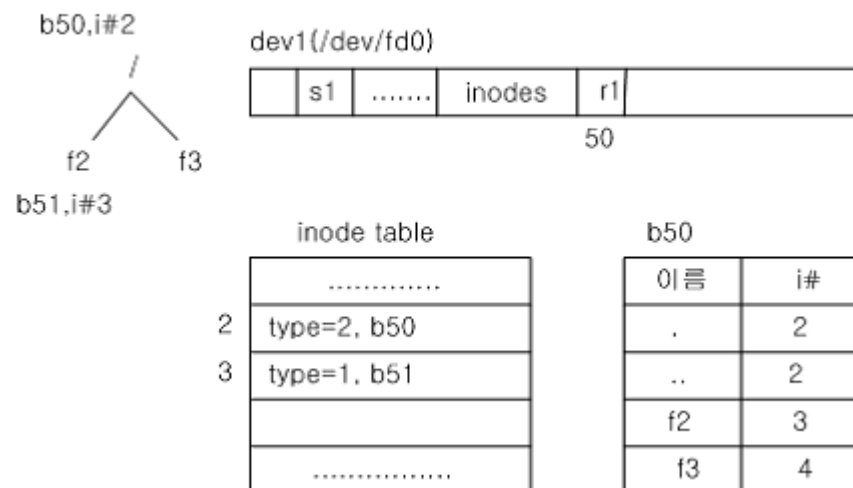 b50,i#2
/
f2 f3
b51,i#3
dev1(/dev/fd0)
s1 ....... inodes r1
50
inode table
.............
2 type=2, b50
3 type=1, b51
................
b50
이름 i#
. 2
.. 2
f2 3
f3 4